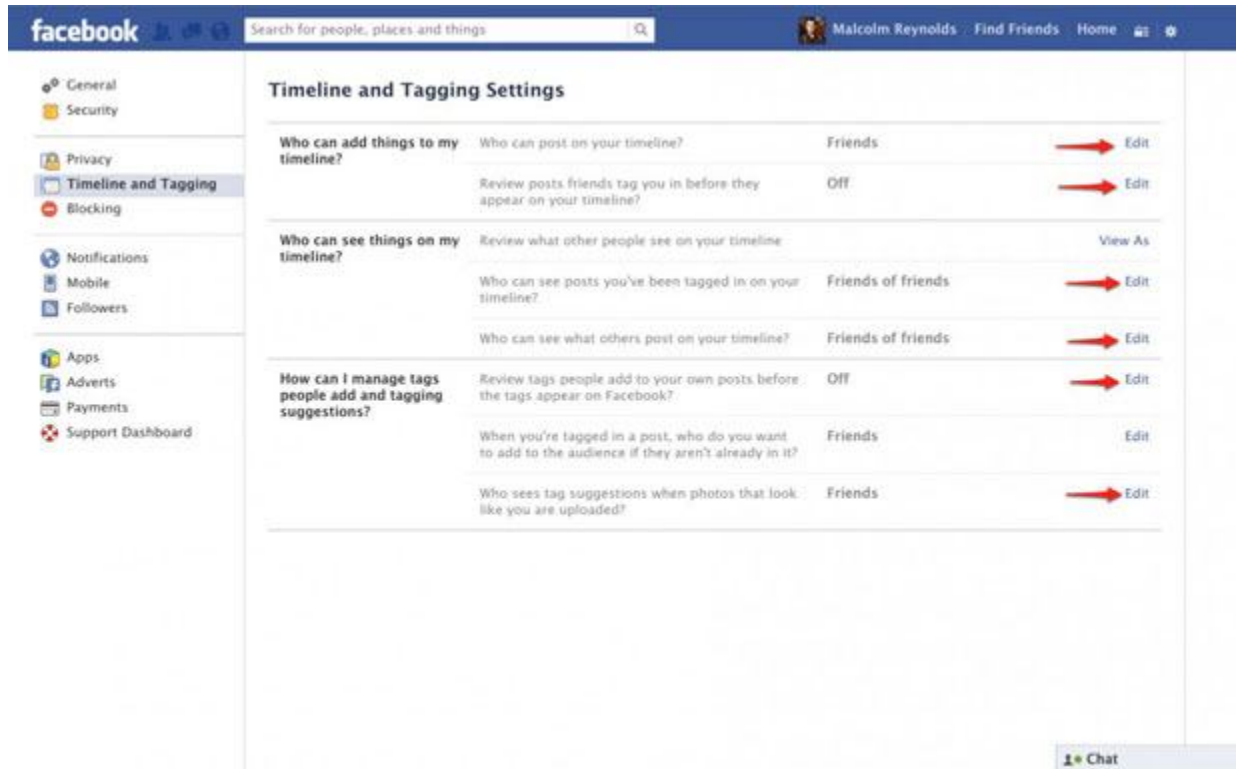 facebook
Search for people, places and things
Malcolm Reynolds Find Friends Home
General
Security
Privacy
Timeline and Tagging
Blocking
Notifications
Mobile
Followers
Apps
Adverts
Payments
Support Dashboard
Timeline and Tagging Settings
Who can add things to my
timeline?
Who can post on your timeline?
Friends
Edit
Review posts friends tag you in before they
appear on your timeline?
Off
Edit
Who can see things on my
timeline?
Review what other people see on your timeline
View As
Who can see posts you've been tagged in on your
timeline?
Friends of friends
Edit
Who can see what others post on your timeline?
Friends of friends
Edit
How can I manage tags
people add and tagging
suggestions?
Review tags people add to your own posts before
the tags appear on Facebook?
Off
Edit
When you're tagged in a post, who do you want
to add to the audience if they aren't already in it?
Friends
Edit
Who sees tag suggestions when photos that look
like you are uploaded?
Friends
Edit
Chat